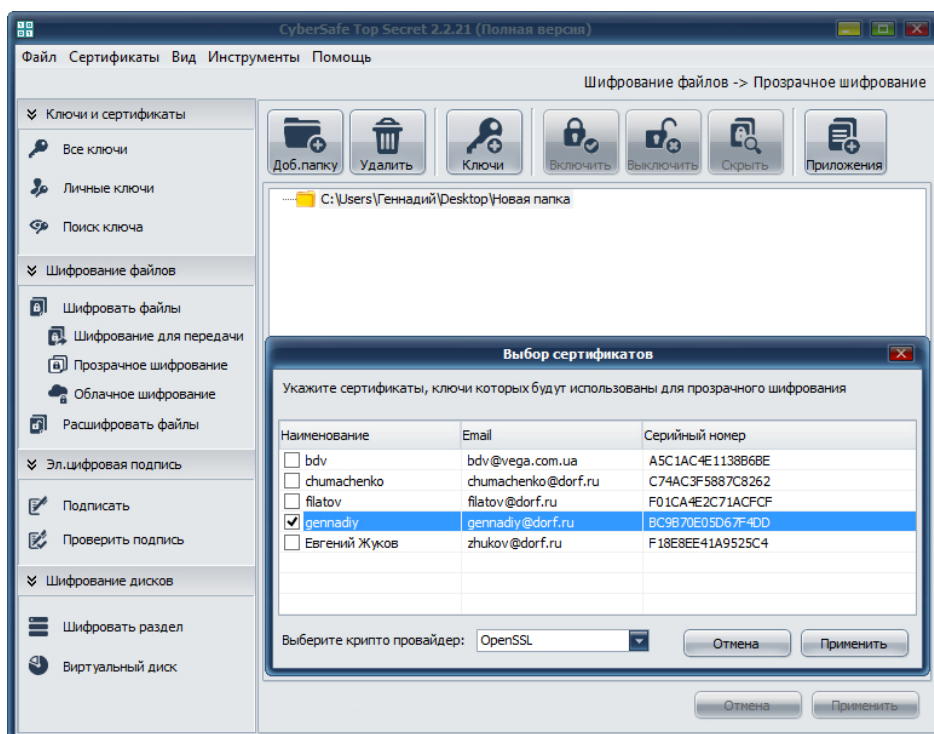 CyberSafe Top Secret 2.2.21 (Полная версия)
Файл Сертификаты Вид Инструменты Помощь
Шифрование файлов -> Прозрачное шифрование
Ключи и сертификаты
Все ключи
Личные ключи
Поиск ключа
Шифрование файлов
Шифровать файлы
Шифрование для передачи
Прозрачное шифрование
Облачное шифрование
Расшифровать файлы
Эл.цифровая подпись
Подписать
Проверить подпись
Шифрование дисков
Шифровать раздел
Виртуальный диск
Доб.папку Удалить Ключи Включить Выключить Скрыть Приложения
C:\Users\Геннадий\Desktop\Новая папка
Выбор сертификатов
Укажите сертификаты, ключи которых будут использованы для прозрачного шифрования
Наименование Email Серийный номер
bdv bdv@vega.com.ua A5C1AC4E1138B6BE
chumachenko chumachenko@dorf.ru C74AC3F5887C8262
filatov filatov@dorf.ru F01CA4E2C71ACFCF
gennadiy gennadiy@dorf.ru BC9B70E05D67F4DD
Евгений Жуков zhukov@dorf.ru F18E8EE41A9525C4
Выберите крипто провайдер: OpenSSL Отмена Применить
Отмена Применить